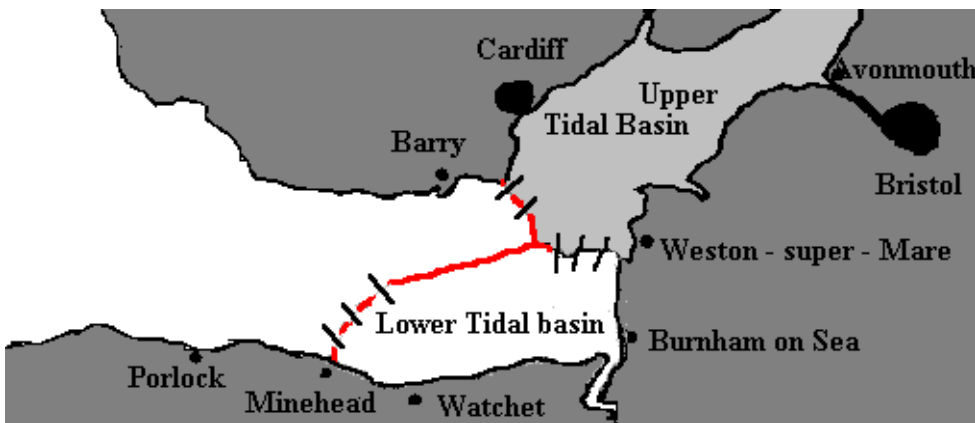 Cardiff
Avonmouth
Upper
Tidal Basin
Barry
Bristol
Weston - super - Mare
Lower Tidal basin
Burnham on Sea
Porlock
Minehead
Watchet